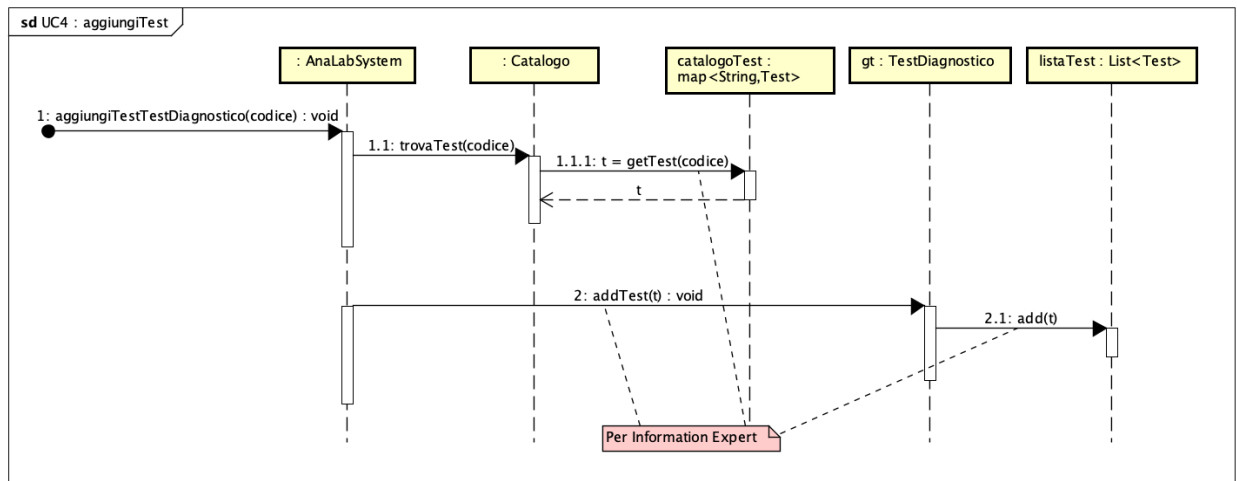 sd UC4 : aggiungiTest
: AnaLabSystem
: Catalogo
catalogoTest :
map<String,Test>
gt : TestDiagnostico
listaTest : List<Test>
1: aggiungiTestTestDiagnostico(codice) : void
1.1: trovaTest(codice)
1.1.1: t = getTest(codice)
t
2: addTest(t) : void
2.1: add(t)
Per Information Expert